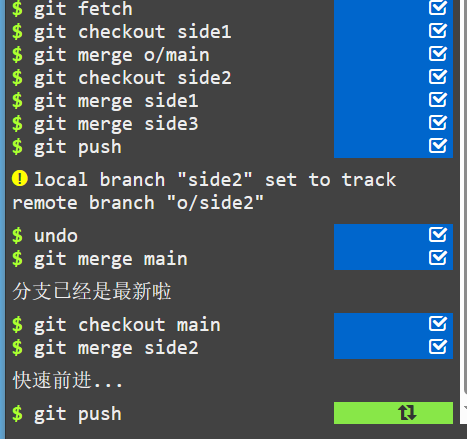 $ git fetch
$ git checkout side1
$ git merge o/main
$ git checkout side2
$ git merge side1
$ git merge side3
$ git push
local branch "side2" set to track
remote branch "o/side2"
$ undo
$ git merge main
分支已经是最新啦
$ git checkout main
$ git merge side2
快速前进...
$ git push